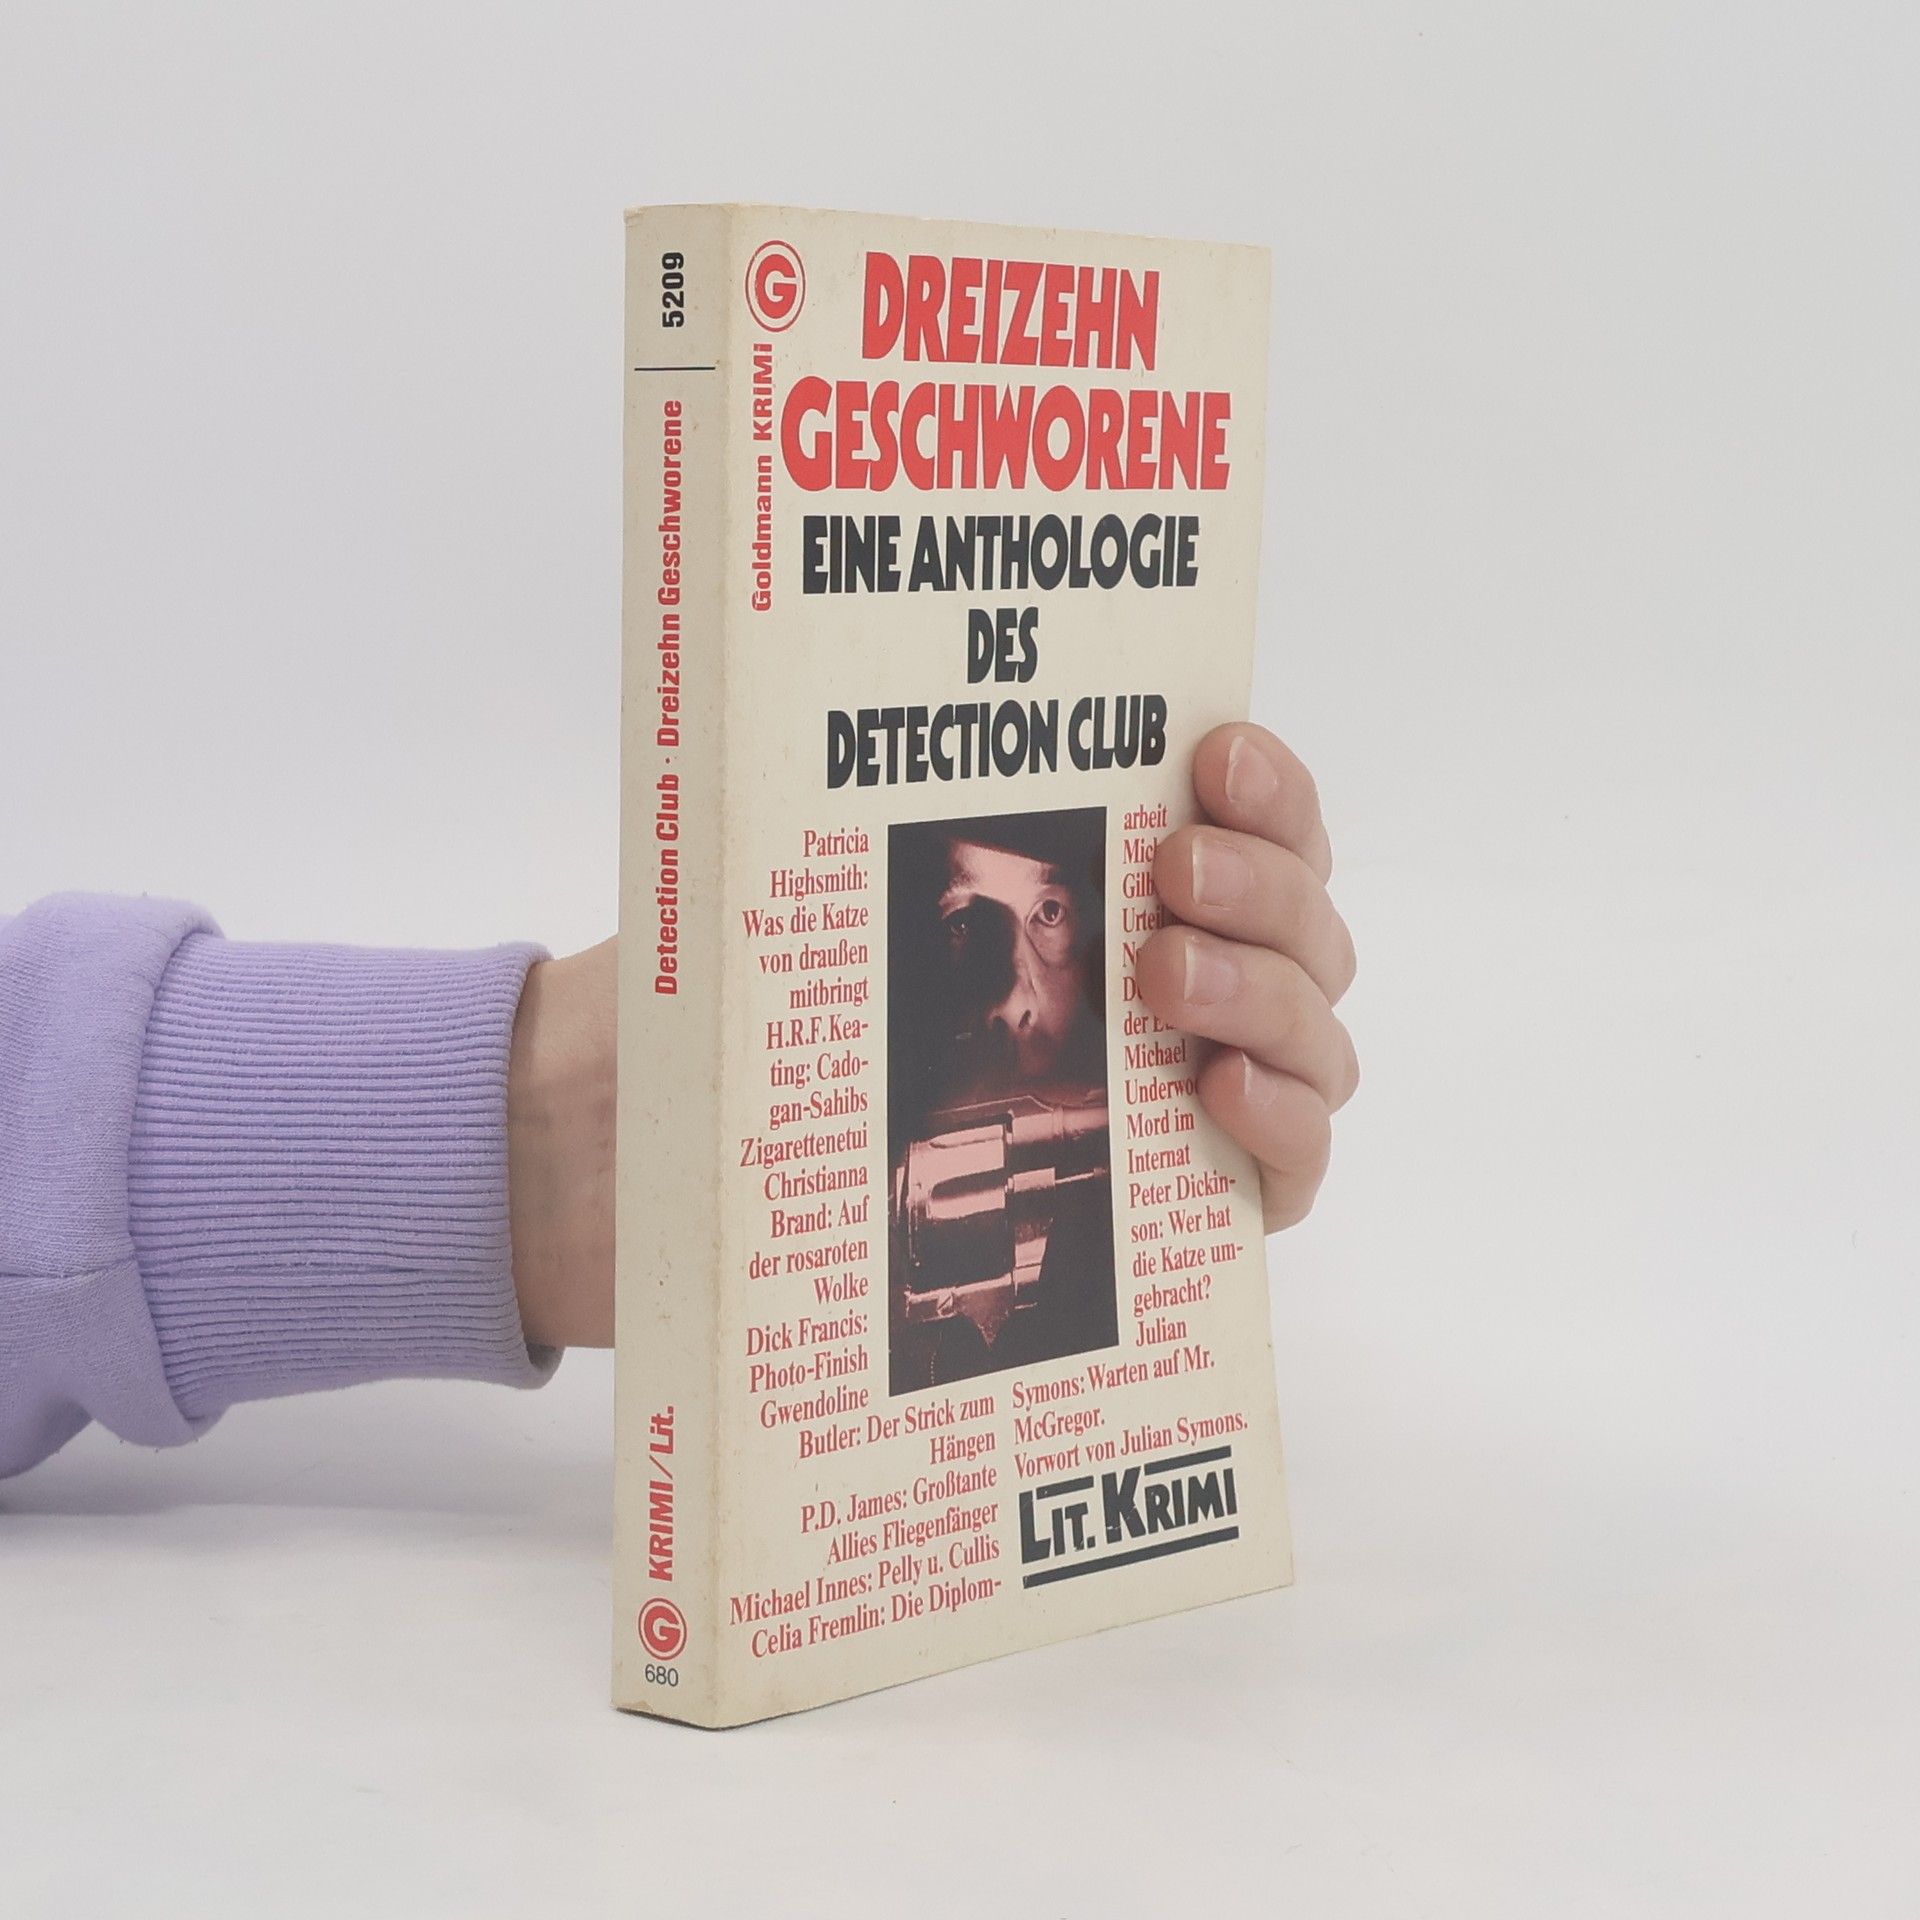 5209
Detection Club · Dreizehn Geschworene
KRIMI/Lit.
G
680
G
Goldmann KRIMI
DREIZEHN
GESCHWORENE
EINE ANTHOLOGIE
DES
DETECTION CLUB
Patricia
Highsmith:
Was die Katze
von draußen
mitbringt
H.R.F. Kea-
ting: Cado-
gan-Sahibs
Zigarettenetui
Christianna
Brand: Auf
der rosaroten
Wolke
Dick Francis:
Photo-Finish
Gwendoline
Butler: Der Strick zum
Hängen
P.D. James: Großtante
Allies Fliegenfänger
Michael Innes: Pelly u. Cullis
Celia Fremlin: Die Diplom-
arbeit
Urteil
der
Michael
Mord im
Internat
Peter Dickin-
son: Wer hat
die Katze um-
gebracht?
Julian
Symons: Warten auf Mr.
McGregor.
Vorwort von Julian Symons.
LIT. KRIMI